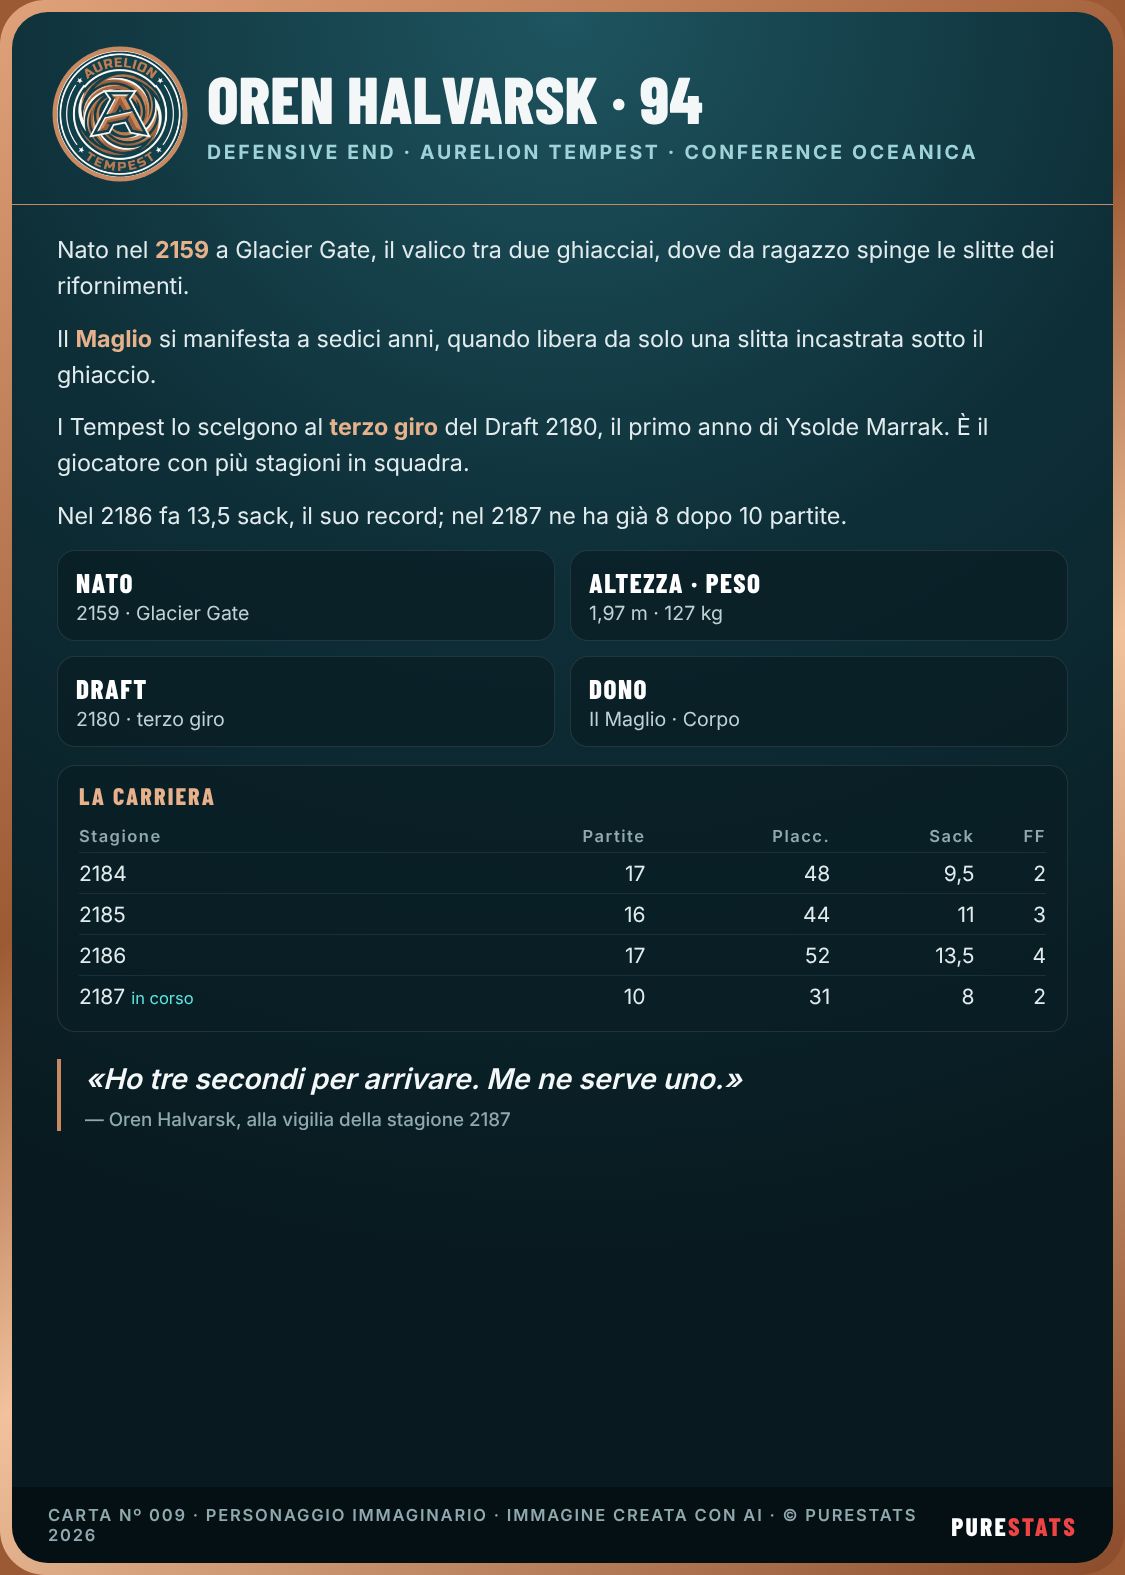 AURELION
A
TEMPEST
OREN HALVARSK · 94
DEFENSIVE END · AURELION TEMPEST · CONFERENCE OCEANICA
Nato nel 2159 a Glacier Gate, il valico tra due ghiacciai, dove da ragazzo spinge le slitte dei
rifornimenti.
Il Maglio si manifesta a sedici anni, quando libera da solo una slitta incastrata sotto il
ghiaccio.
I Tempest lo scelgono al terzo giro del Draft 2180, il primo anno di Ysolde Marrak. È il
giocatore con più stagioni in squadra.
Nel 2186 fa 13,5 sack, il suo record; nel 2187 ne ha già 8 dopo 10 partite.
NATO
2159 · Glacier Gate
ALTEZZA · PESO
1,97 m · 127 kg
DRAFT
2180 · terzo giro
DONO
Il Maglio · Corpo
LA CARRIERA
Stagione Partite Placc. Sack FF
2184 17 48 9,5 2
2185 16 44 11 3
2186 17 52 13,5 4
2187 in corso 10 31 8 2
«Ho tre secondi per arrivare. Me ne serve uno.»
— Oren Halvarsk, alla vigilia della stagione 2187
CARTA Nº 009 · PERSONAGGIO IMMAGINARIO · IMMAGINE CREATA CON AI · © PURESTATS
2026
PURESTATS